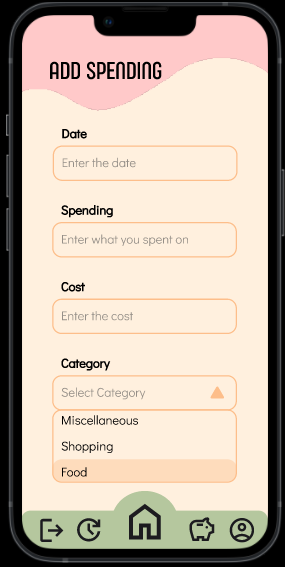 ADD SPENDING
Date
Enter the date
Spending
Enter what you spent on
Cost
Enter the cost
Category
Select Category
Miscellaneous
Shopping
Food